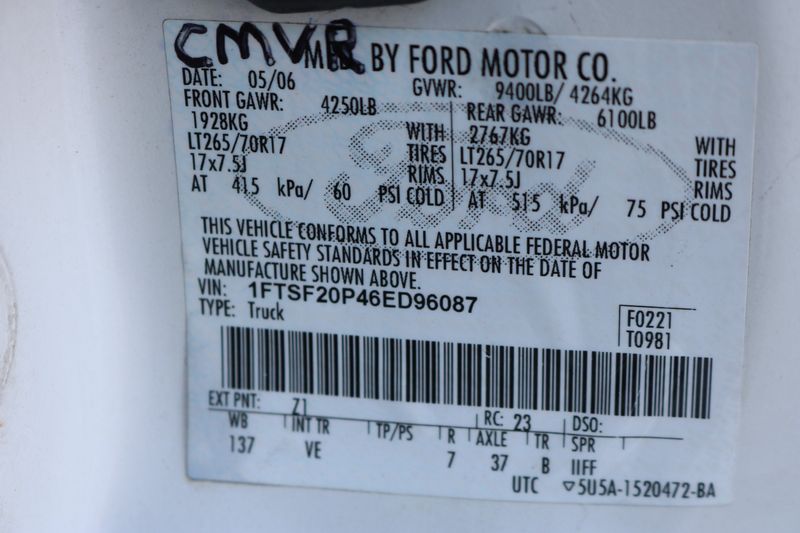 CMVR
MFD. BY FORD MOTOR CO.
DATE: 05/06 GVWR: 9400LB/ 4264KG
FRONT GAWR: 4250LB REAR GAWR: 6100LB
1928KG WITH 2767KG WITH
LT265/70R17 TIRES LT265/70R17 TIRES
17x7.5J RIMS 17x7.5J RIMS
AT 415 kPa/ 60 PSI COLD AT 515 kPa/ 75 PSI COLD
Ford
THIS VEHICLE CONFORMS TO ALL APPLICABLE FEDERAL MOTOR
VEHICLE SAFETY STANDARDS IN EFFECT ON THE DATE OF
MANUFACTURE SHOWN ABOVE.
VIN: 1FTSF20P46ED96087
TYPE: Truck
F0221
T0981
EXT PNT: Z1 RC: 23 DSO:
WB INT TR TP/PS R AXLE TR SPR
137 VE 7 37 B IIFF
UTC ▽5U5A-1520472-BA